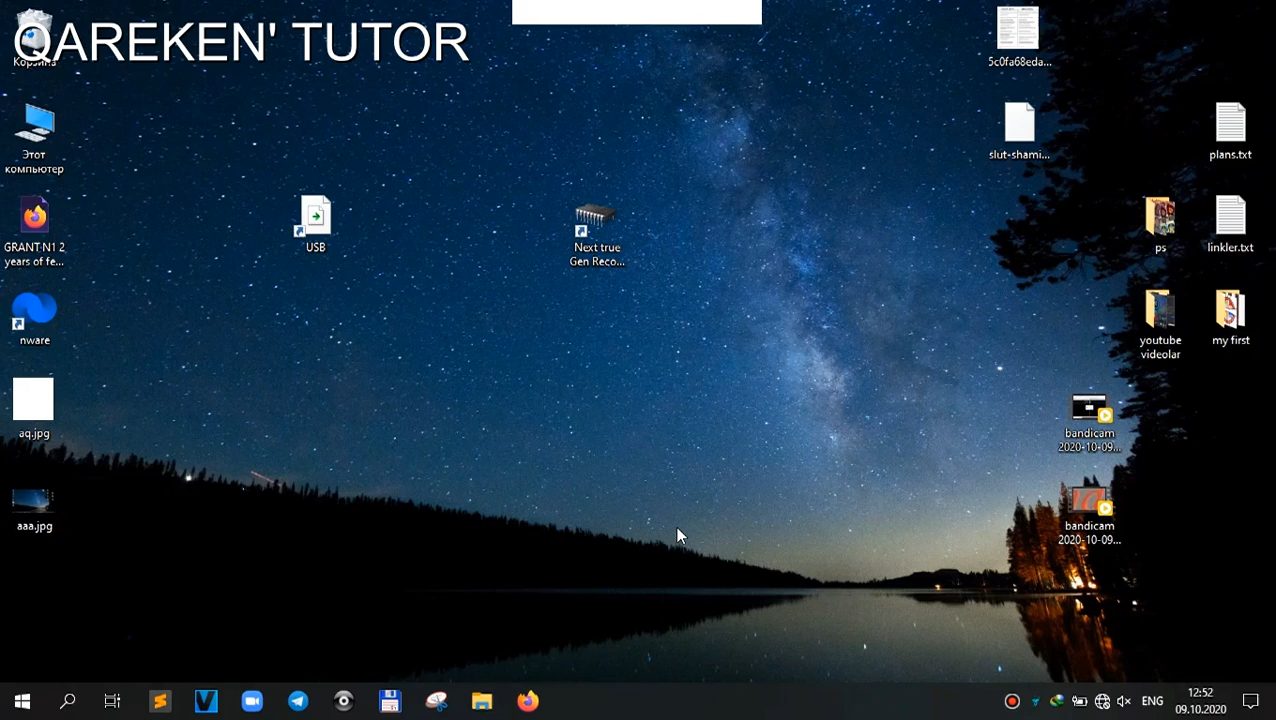 QAREKEN' TUTOR
Корзина
Этот
компьютер
GRANT-N1 2
years of fe...
nware
aq.jpg
aaa.jpg
USB
Next true
Gen Reco...
5c0fa68eda...
slut-shami...
plans.txt
ps
linkler.txt
youtube
videolar
my first
bandicam
2020-10-09...
bandicam
2020-10-09...
ENG
12:52
09.10.2020